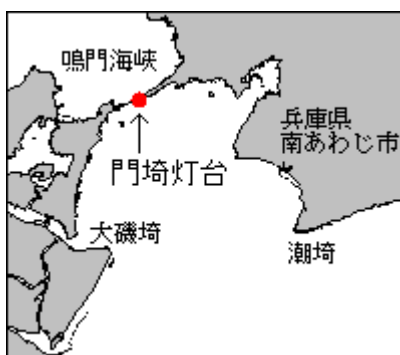 鳴門海峡
兵庫県
南あわじ市
門埼灯台
大磯埼
潮埼